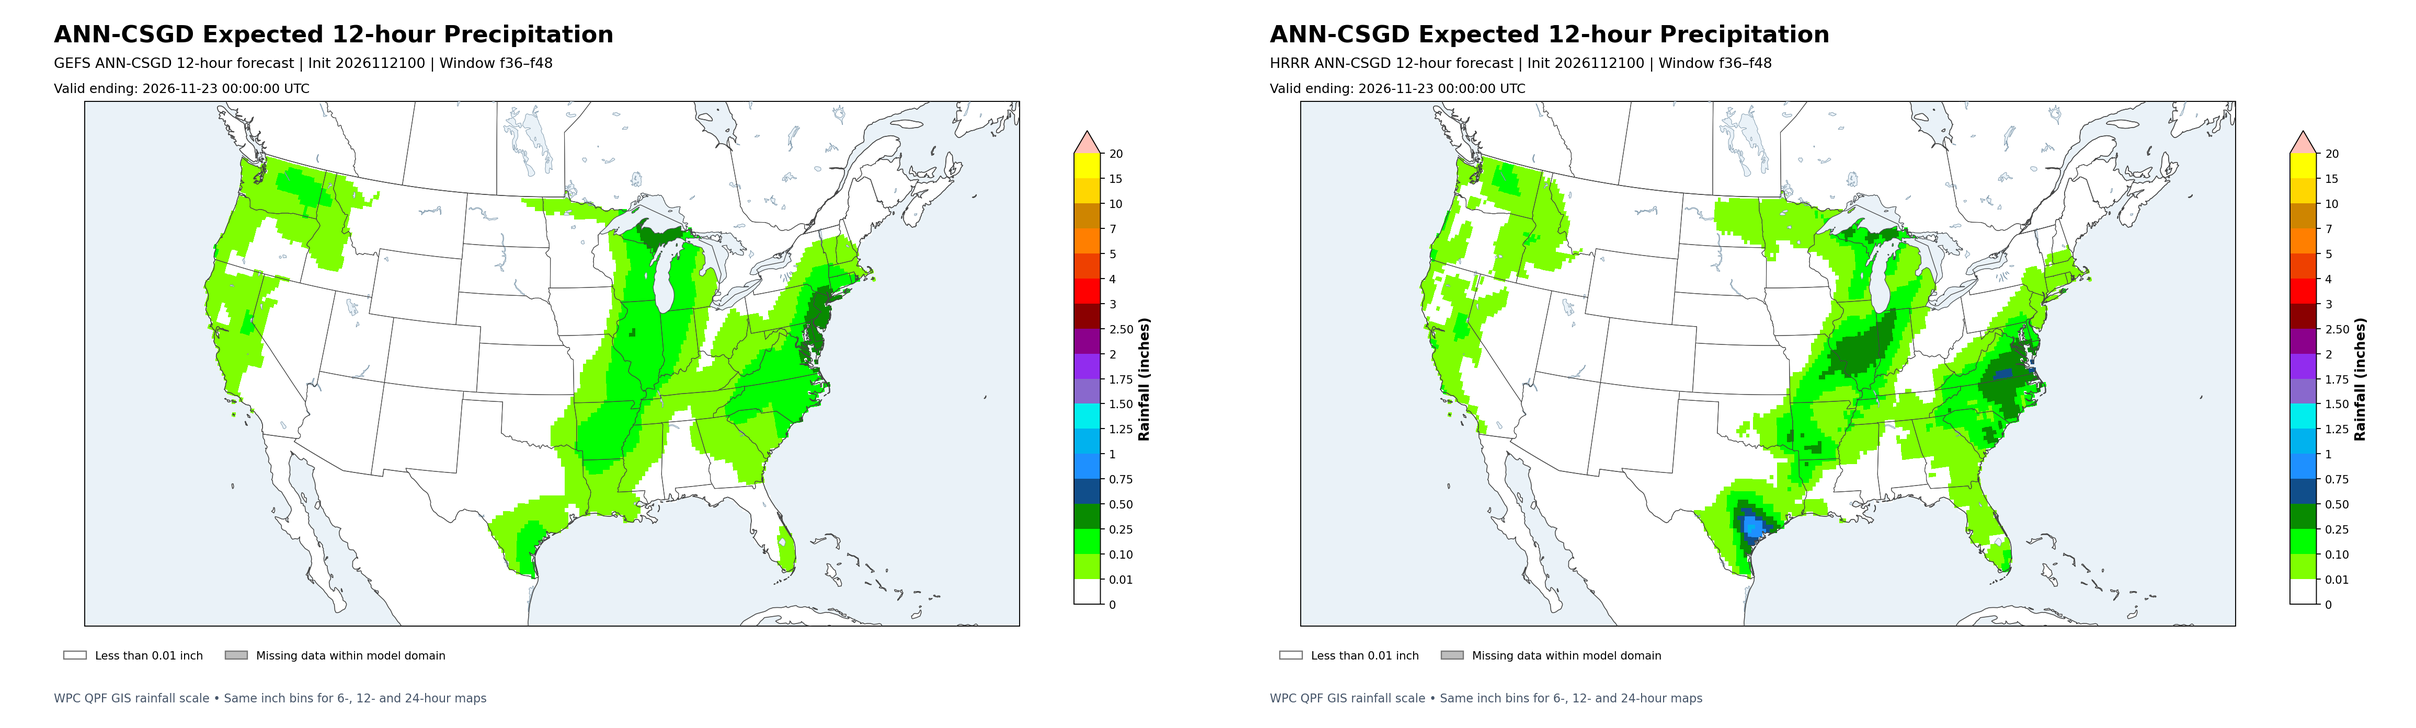 ANN-CSGD Expected 12-hour Precipitation
GEFS ANN-CSGD 12-hour forecast | Init 2026112100 | Window f36–f48
Valid ending: 2026-11-23 00:00:00 UTC
20
15
10
7
5
4
3
2.50
2
1.75
1.50
1.25
1
0.75
0.50
0.25
0.10
0.01
0
Rainfall (inches)
Less than 0.01 inch
Missing data within model domain
WPC QPF GIS rainfall scale • Same inch bins for 6-, 12- and 24-hour maps
ANN-CSGD Expected 12-hour Precipitation
HRRR ANN-CSGD 12-hour forecast | Init 2026112100 | Window f36–f48
Valid ending: 2026-11-23 00:00:00 UTC
20
15
10
7
5
4
3
2.50
2
1.75
1.50
1.25
1
0.75
0.50
0.25
0.10
0.01
0
Rainfall (inches)
Less than 0.01 inch
Missing data within model domain
WPC QPF GIS rainfall scale • Same inch bins for 6-, 12- and 24-hour maps